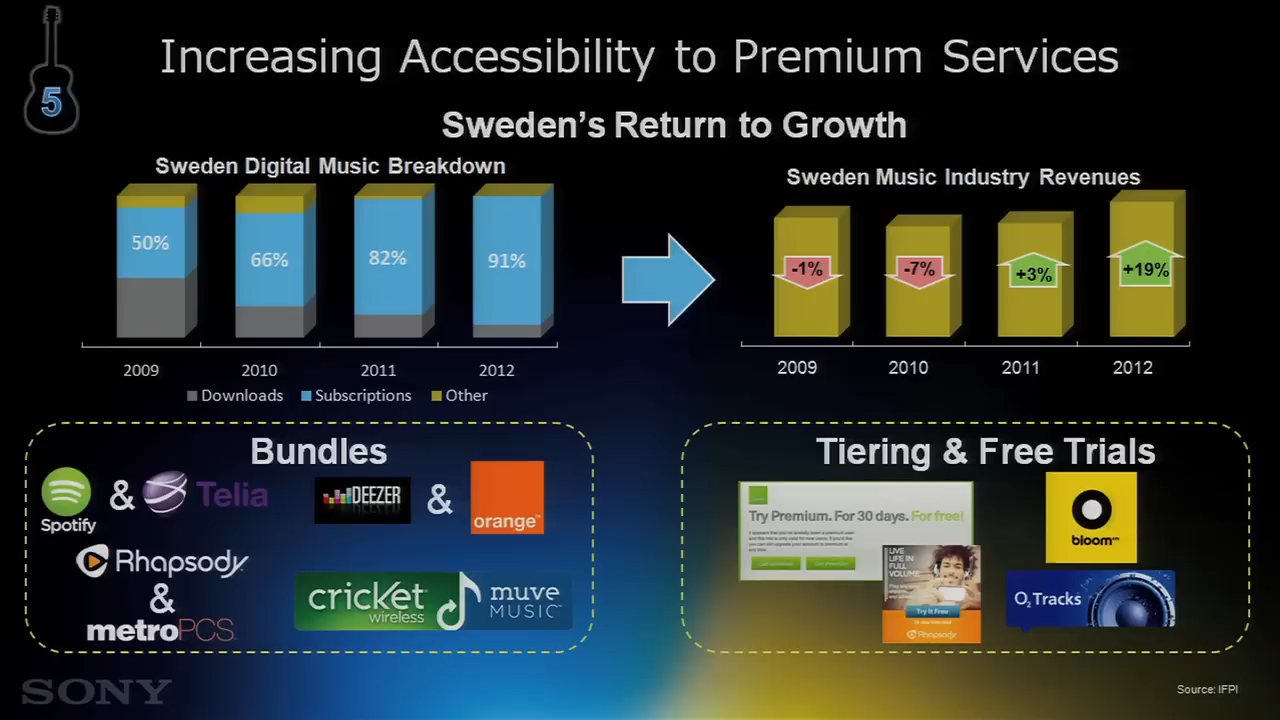 5
Increasing Accessibility to Premium Services
Sweden's Return to Growth
Sweden Digital Music Breakdown
50%
66%
82%
91%
2009
2010
2011
2012
Downloads
Subscriptions
Other
Sweden Music Industry Revenues
-1%
-7%
+3%
+19%
2009
2010
2011
2012
Bundles
Spotify
&
Telia
DEEZER
&
orange™
Rhapsody
&
metroPCS.
cricket
wireless
muve
MUSIC™
Tiering & Free Trials
Try Premium. For 30 days. For free!
LIVE
LIFE IN
FULL
VOLUME
Try It Free
Rhapsody
bloom
O2 Tracks
SONY
Source: IFPI